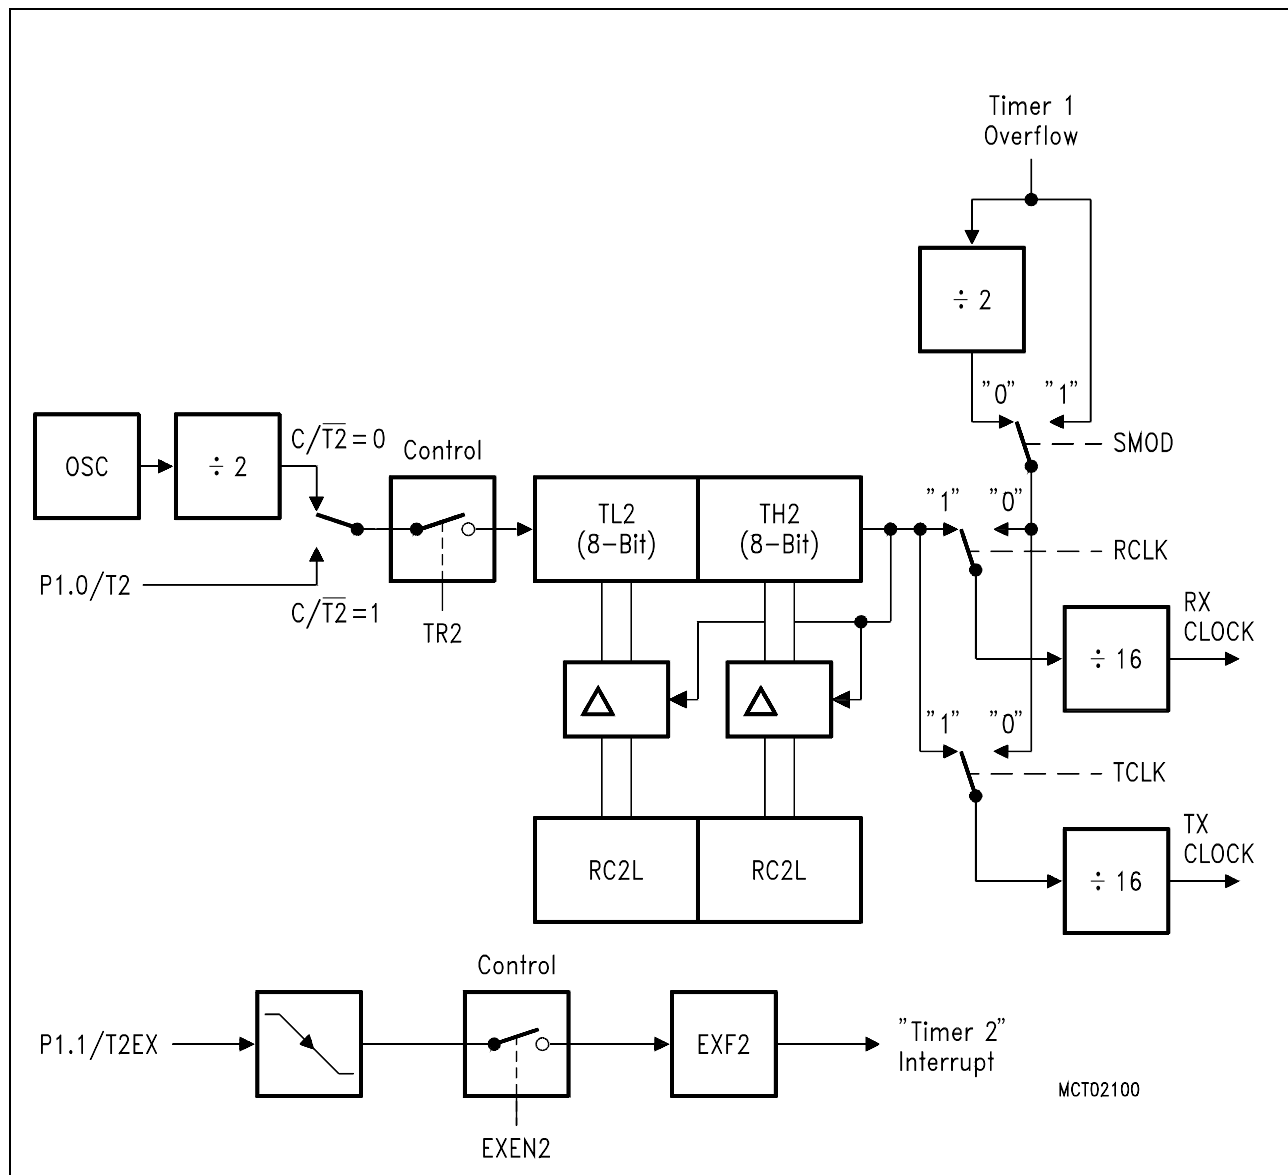 Timer 1
Overflow
÷ 2
"0" "1"
SMOD
OSC
÷ 2
C/T̅2̅=0
Control
TL2
(8-Bit)
TH2
(8-Bit)
"1" "0"
RCLK
P1.0/T2
C/T̅2̅=1
TR2
RX
CLOCK
÷ 16
"1" "0"
TCLK
TX
CLOCK
÷ 16
RC2L
RC2L
Control
P1.1/T2EX
EXF2
"Timer 2"
Interrupt
EXEN2
MCT02100